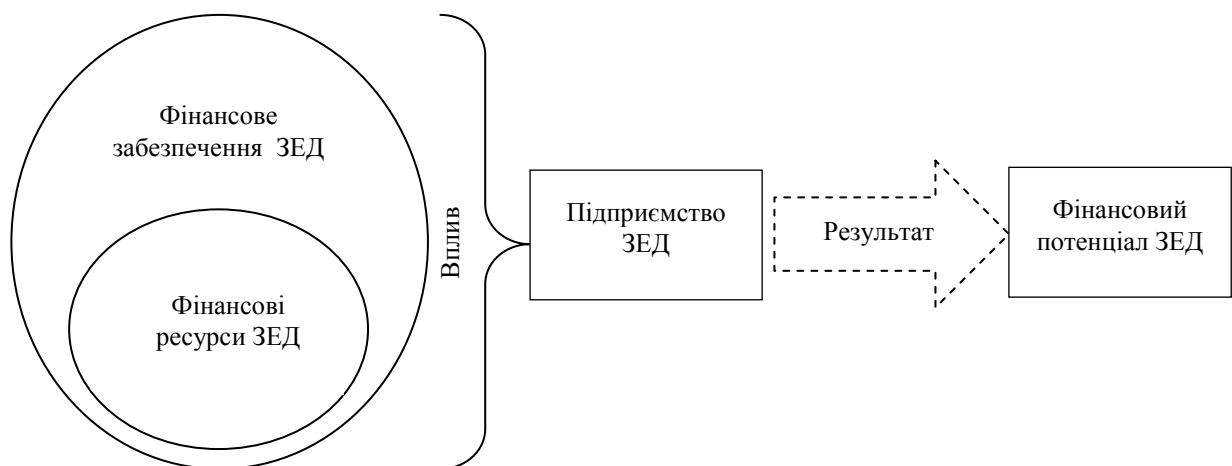 Фінансове
забезпечення ЗЕД
Фінансові
ресурси ЗЕД
Вплив
Підприємство
ЗЕД
Результат
Фінансовий
потенціал ЗЕД